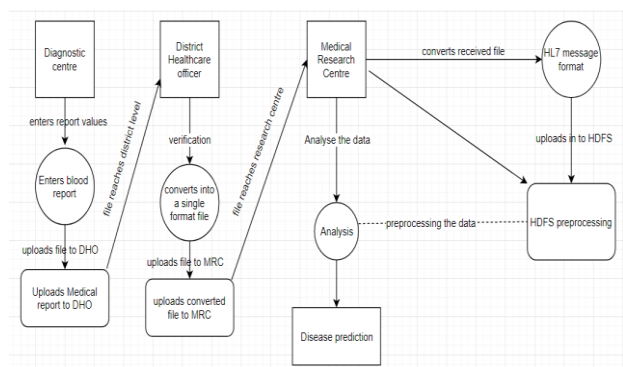 Diagnostic
centre
enters report values
Enters blood
report
uploads file to DHO
Uploads Medical
report to DHO
file reaches district level
District
Healthcare
officer
verification
converts into
a single
format file
uploads file to MRC
uploads converted
file to MRC
file reaches research centre
Medical
Research
Centre
Analyse the data
Analysis
Disease prediction
converts received file
HL7 message
format
uploads in to HDFS
HDFS preprocessing
preprocessing the data